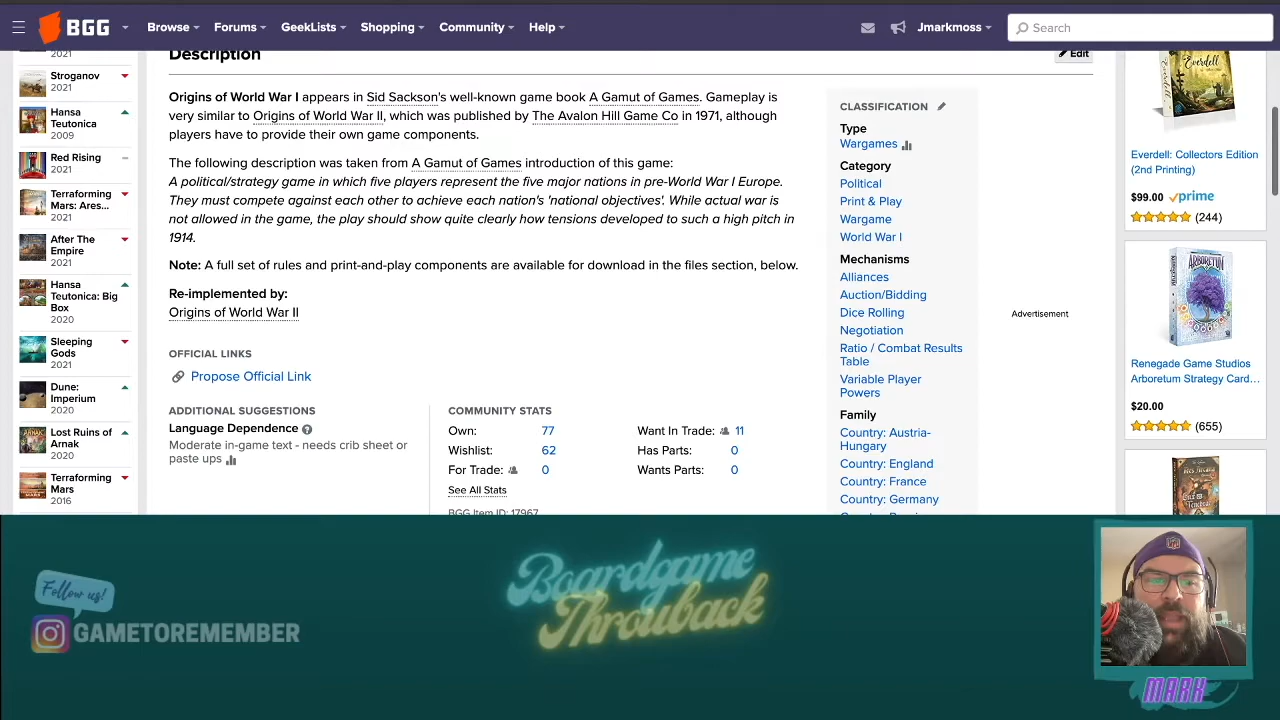 BGG
Browse
Forums
GeekLists
Shopping
Community
Help
Jmarkmoss
Search
2021
Stroganov
2021
Hansa
Teutonica
2009
Red Rising
2021
Terraforming
Mars: Ares...
2021
After The
Empire
2021
Hansa
Teutonica: Big
Box
2020
Sleeping
Gods
2021
Dune:
Imperium
2020
Lost Ruins of
Arnak
2020
Terraforming
Mars
2016
Description
Edit
Origins of World War I appears in Sid Sackson's well-known game book A Gamut of Games. Gameplay is
very similar to Origins of World War II, which was published by The Avalon Hill Game Co in 1971, although
players have to provide their own game components.
The following description was taken from A Gmut of Games introduction of this game:
A political/strategy game in which five players represent the five major nations in pre-World War I Europe.
They must compete against each other to achieve each nation's 'national objectives'. While actual war is
not allowed in the game, the play should show quite clearly how tensions developed to such a high pitch in
1914.
Note: A full set of rules and print-and-play components are available for download in the files section, below.
Re-implemented by:
Origins of World War II
OFFICIAL LINKS
Propose Official Link
ADDITIONAL SUGGESTIONS
Language Dependence
Moderate in-game text - needs crib sheet or
paste ups
COMMUNITY STATS
Own: 77
Wishlist: 62
For Trade: 0
See All Stats
BGG Item ID: 17967
Want In Trade: 11
Has Parts: 0
Wants Parts: 0
CLASSIFICATION
Type
Wargames
Category
Political
Print & Play
Wargame
World War I
Mechanisms
Alliances
Auction/Bidding
Dice Rolling
Negotiation
Ratio / Combat Results
Table
Variable Player
Powers
Family
Country: Austria-
Hungary
Country: England
Country: France
Country: Germany
Advertisement
Everdell
Everdell: Collectors Edition
(2nd Printing)
$99.00 prime
(244)
ARBORETUM
Renegade Game Studios
Arboretum Strategy Card…
$20.00
(655)
Follow us!
GAMETOREMEMBER
Boardgame
Throwback
MARK